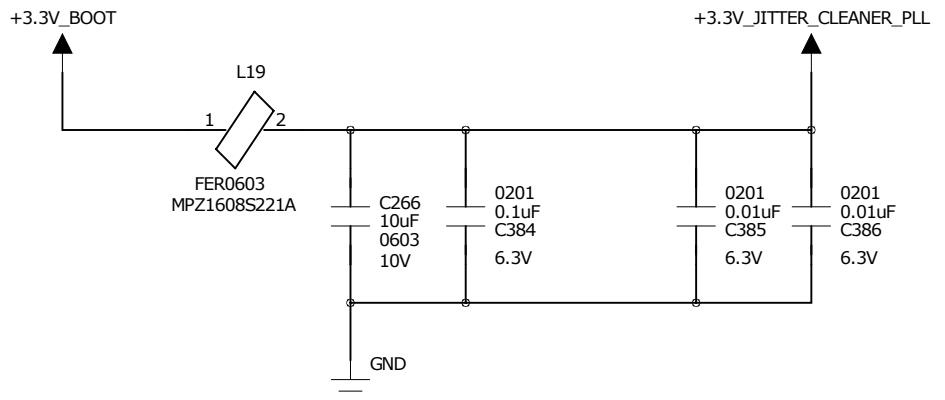 +3.3V_BOOT
+3.3V_JITTER_CLEANER_PLL
L19
1
2
FER0603
MPZ1608S221A
C266
10uF
0603
10V
0201
0.1uF
C384
6.3V
0201
0.01uF
C385
6.3V
0201
0.01uF
C386
6.3V
GND